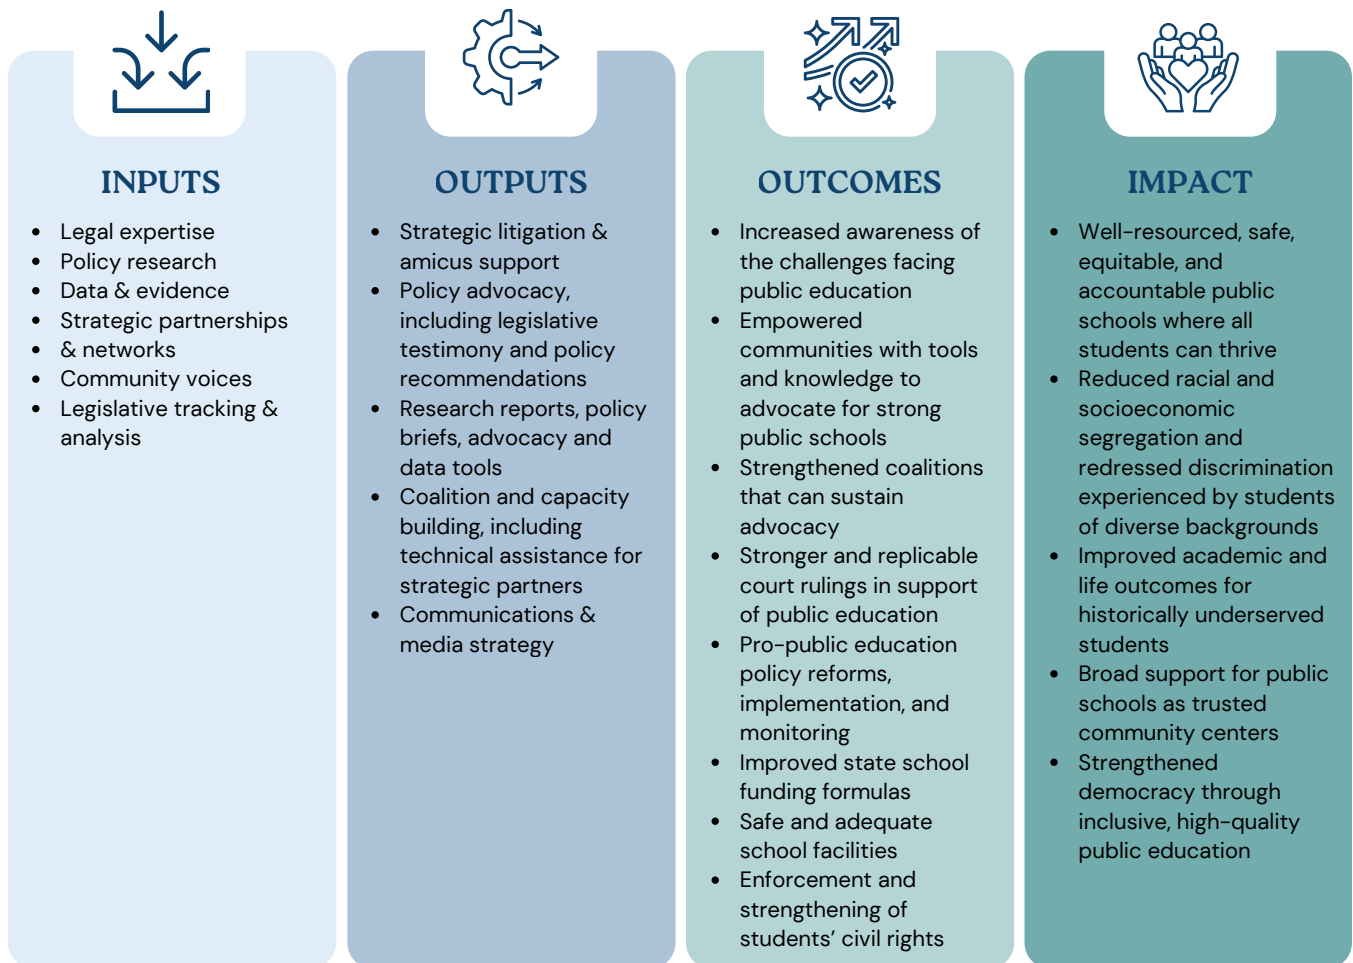 INPUTS
• Legal expertise
• Policy research
• Data & evidence
• Strategic partnerships
• & networks
• Community voices
• Legislative tracking &
analysis
OUTPUTS
• Strategic litigation &
amicus support
• Policy advocacy,
including legislative
testimony and policy
recommendations
• Research reports, policy
briefs, advocacy and
data tools
• Coalition and capacity
building, including
technical assistance for
strategic partners
• Communications &
media strategy
OUTCOMES
• Increased awareness of
the challenges facing
public education
• Empowered
communities with tools
and knowledge to
advocate for strong
public schools
• Strengthened coalitions
that can sustain
advocacy
• Stronger and replicable
court rulings in support
of public education
• Pro-public education
policy reforms,
implementation, and
monitoring
• Improved state school
funding formulas
• Safe and adequate
school facilities
• Enforcement and
strengthening of
students’ civil rights
IMPACT
• Well-resourced, safe,
equitable, and
accountable public
schools where all
students can thrive
• Reduced racial and
socioeconomic
segregation and
redressed discrimination
experienced by students
of diverse backgrounds
• Improved academic and
life outcomes for
historically underserved
students
• Broad support for public
schools as trusted
community centers
• Strengthened
democracy through
inclusive, high-quality
public education